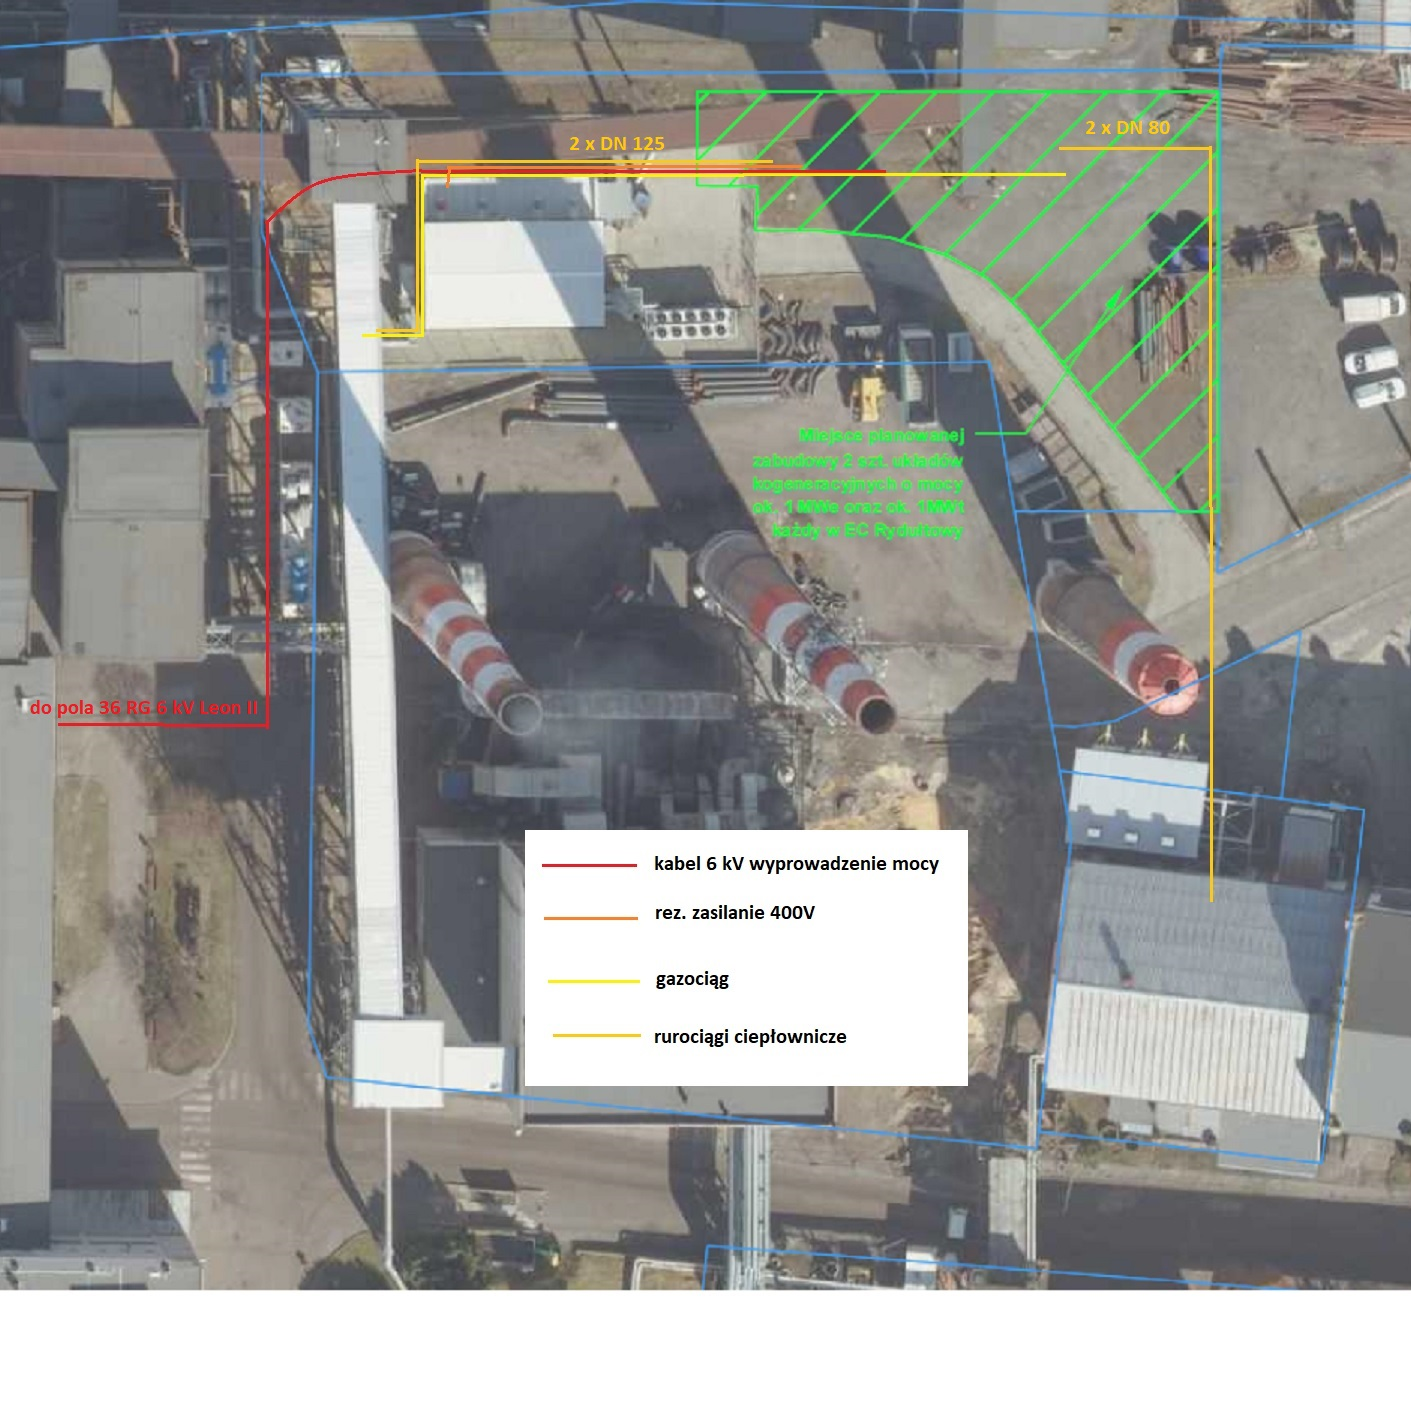 2 x DN 125
2 x DN 80
Miejsce planowanej
zabudowy 2 szt. układów
kogeneracyjnych o mocy
ok. 1MWe oraz ok. 1MWt
każdy w EC Rydułtowy
do pola 36 RG 6 kV Leon II
kabel 6 kV wyprowadzenie mocy
rez. zasilanie 400V
gazociąg
rurociągi ciepłownicze